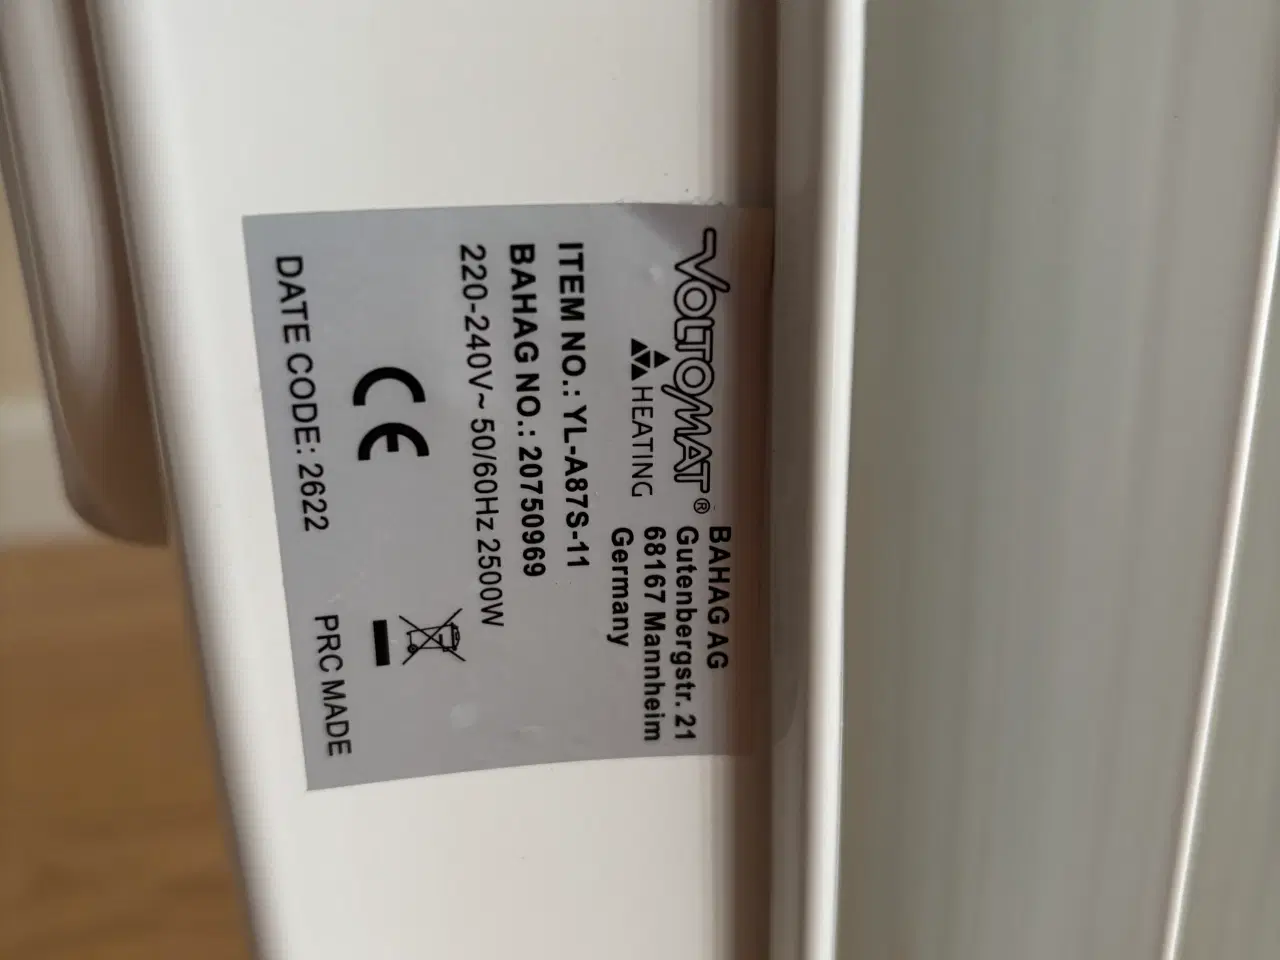 VOLTOMAT®
HEATING
BAHAG AG
Gutenbergstr. 21
68167 Mannheim
Germany
ITEM NO.: YL-A87S-11
BAHAG NO.: 20750969
220-240V~ 50/60Hz 2500W
CE
DATE CODE: 2622
PRC MADE